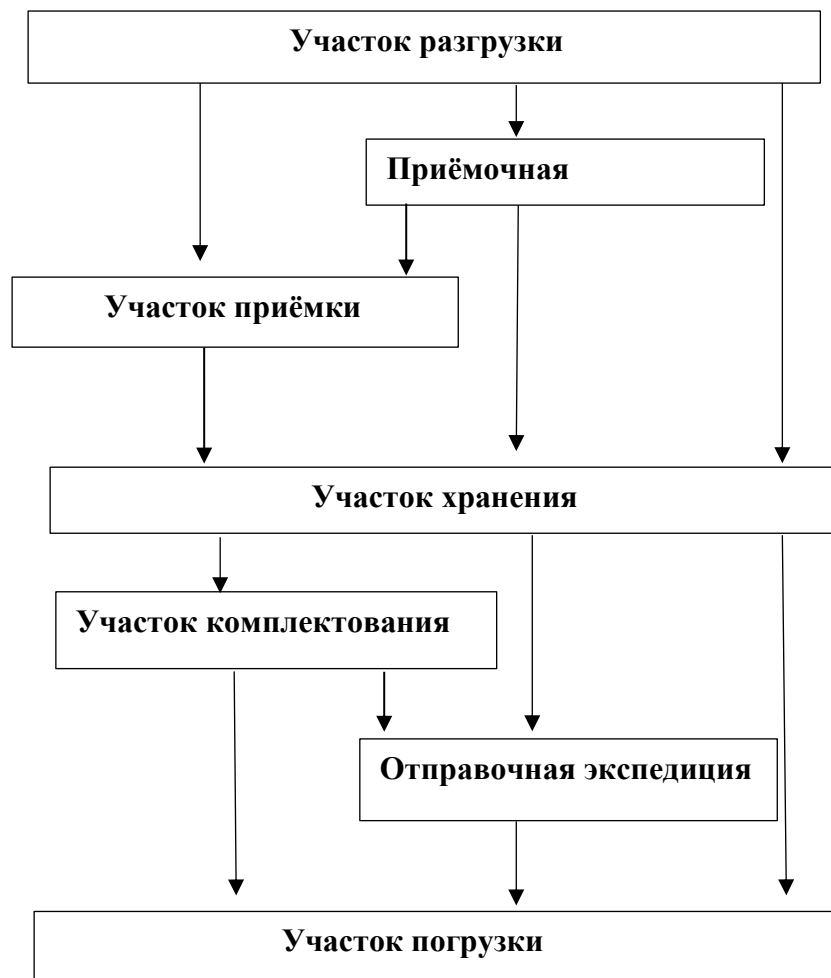 Участок разгрузки
Приёмочная
Участок приёмки
Участок хранения
Участок комплектования
Отправочная экспедиция
Участок погрузки